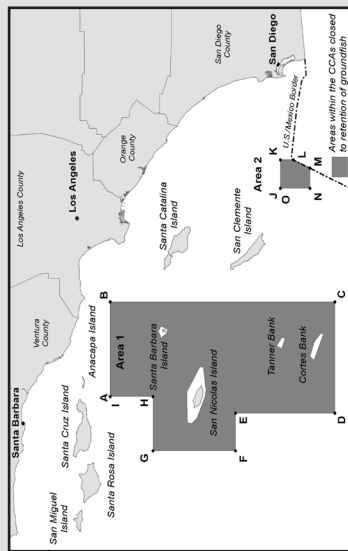 Santa Barbara
Ventura
County
Los Angeles County
Los Angeles
Orange
County
San Diego
County
San Diego
San Miguel
Island
Santa Cruz Island
Santa Rosa Island
Anacapa Island
Santa Catalina
Island
San Clemente
Island
U.S./Mexico Border
Area 1
Santa Barbara
Island
San Nicolas Island
Tanner Bank
Cortes Bank
A
I
B
H
G
F
E
D
C
Area 2
J
K
O
L
N
M
Areas within the CCAs closed
to retention of groundfish